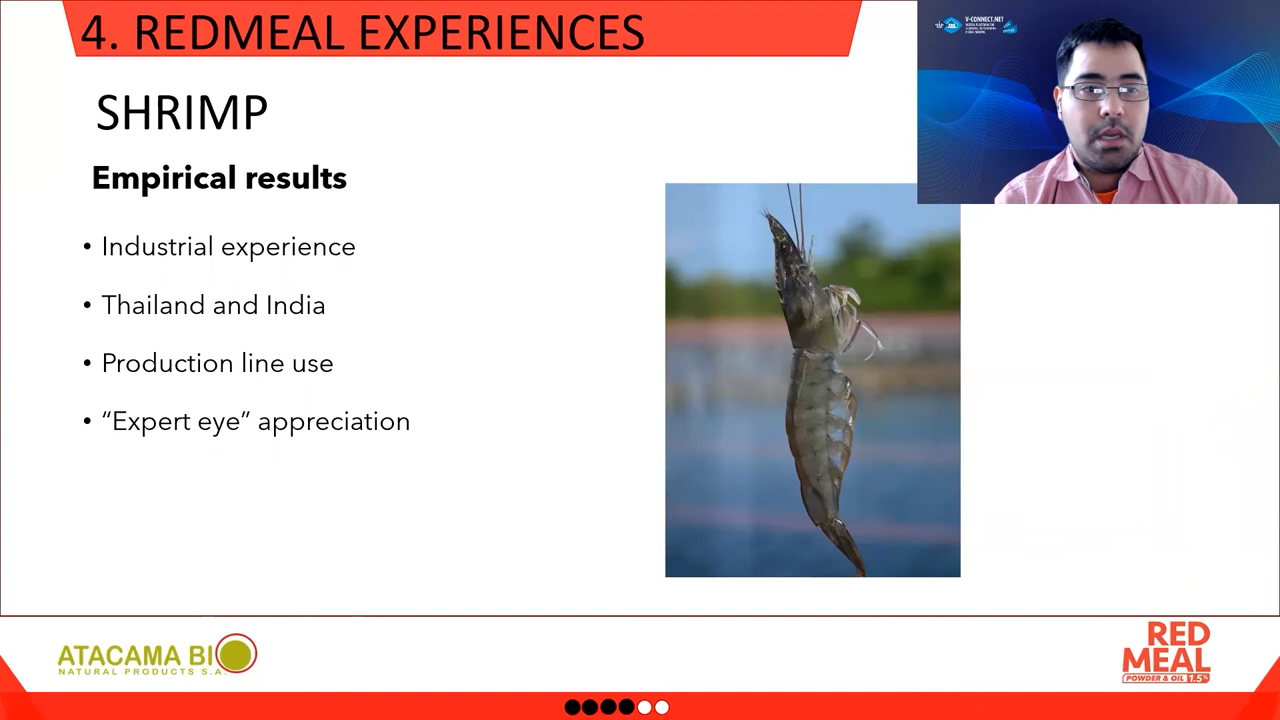 4. REDMEAL EXPERIENCES
V-CONNECT.NET
SHRIMP
Empirical results
• Industrial experience
• Thailand and India
• Production line use
• “Expert eye” appreciation
ATACAMA BIO
NATURAL PRODUCTS S.A.
RED
MEAL
POWDER & OIL 1.5%